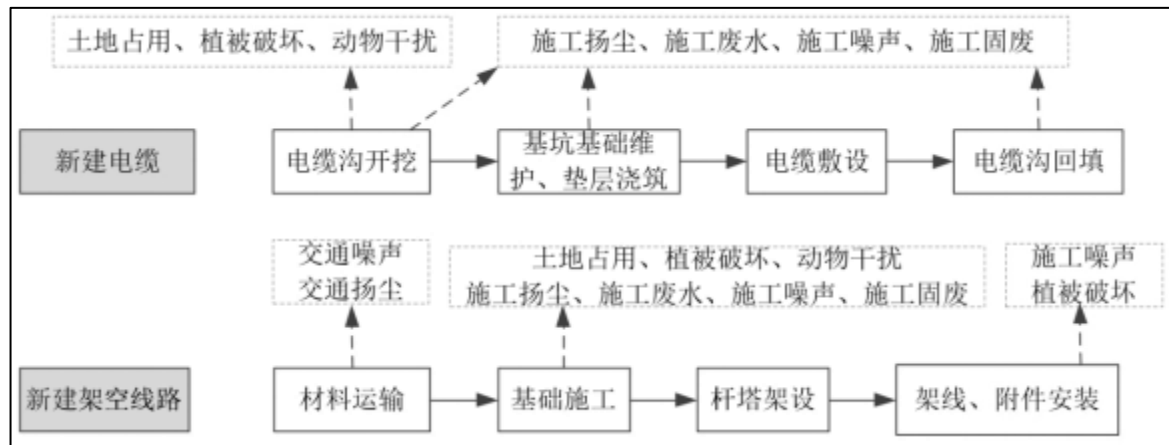 土地占用、植被破坏、动物干扰
施工扬尘、施工废水、施工噪声、施工固废
新建电缆
电缆沟开挖
基坑基础维
护、垫层浇筑
电缆敷设
电缆沟回填
交通噪声
交通扬尘
土地占用、植被破坏、动物干扰
施工扬尘、施工废水、施工噪声、施工固废
施工噪声
植被破坏
新建架空线路
材料运输
基础施工
杆塔架设
架线、附件安装